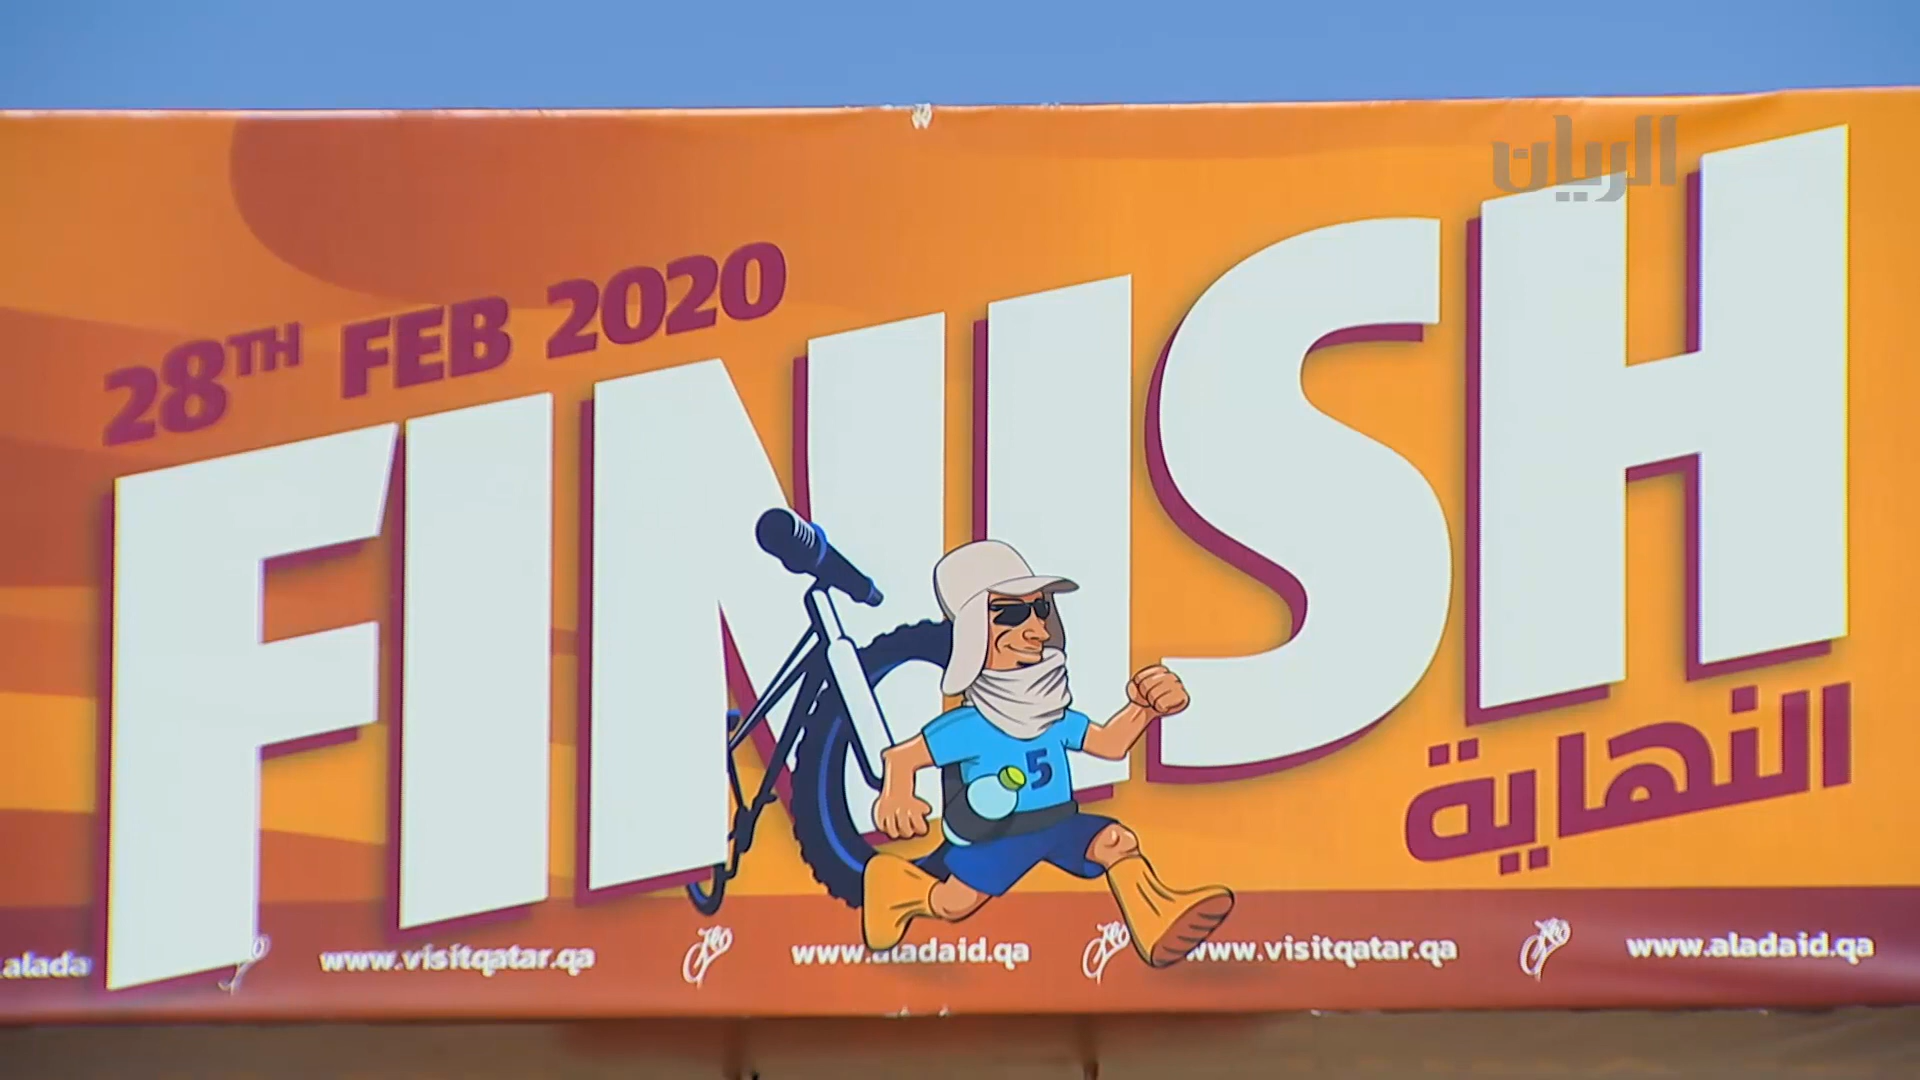 الريان
28TH FEB 2020
FINISH
النهاية
5
.alada www.visitqatar.qa www.aladaid.qa www.visitqatar.qa www.aladaid.qa